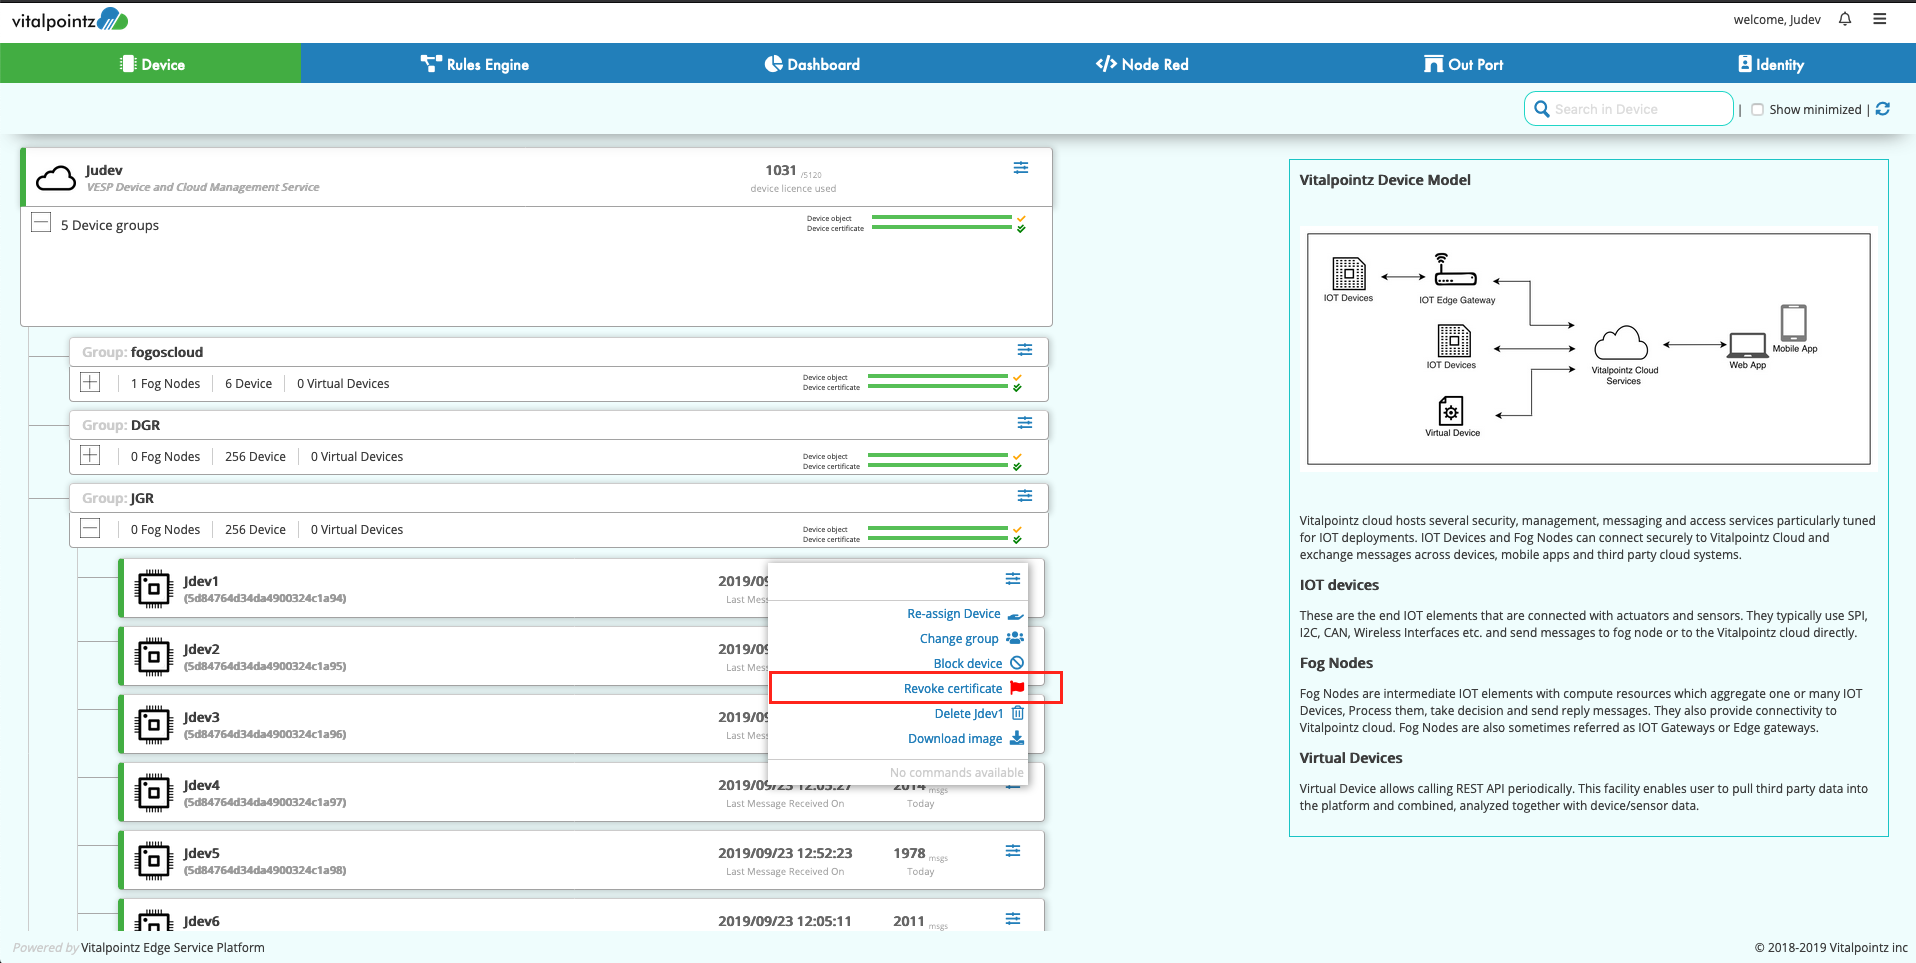 vitalpointz
welcome, Judev
Device
Rules Engine
Dashboard
Node Red
Out Port
Identity
Search in Device
| Show minimized |
Judev
VESP Device and Cloud Management Service
1031 /5120
device licence used
5 Device groups
Device object
Device certificate
Group: fogoscloud
1 Fog Nodes 6 Device 0 Virtual Devices
Device object
Device certificate
Group: DGR
0 Fog Nodes 256 Device 0 Virtual Devices
Device object
Device certificate
Group: JGR
0 Fog Nodes 256 Device 0 Virtual Devices
Device object
Device certificate
Jdev1
(5d84764d34da4900324c1a94)
2019/09
Last Mess
Jdev2
(5d84764d34da4900324c1a95)
2019/09
Last Mess
Jdev3
(5d84764d34da4900324c1a96)
2019/09
Last Mess
Re-assign Device
Change group
Block device
Revoke certificate
Delete Jdev1
Download image
No commands available
Jdev4
(5d84764d34da4900324c1a97)
2019/09/23 12:05:27
Last Message Received On
2014 msgs
Today
Jdev5
(5d84764d34da4900324c1a98)
2019/09/23 12:52:23
Last Message Received On
1978 msgs
Today
Jdev6
2019/09/23 12:05:11
2011 msgs
Vitalpointz Device Model
IOT Devices
IOT Edge Gateway
IOT Devices
Virtual Device
Vitalpointz Cloud
Services
Web App
Mobile App
Vitalpointz cloud hosts several security, management, messaging and access services particularly tuned
for IOT deployments. IOT Devices and Fog Nodes can connect securely to Vitalpointz Cloud and
exchange messages across devices, mobile apps and third party cloud systems.
IOT devices
These are the end IOT elements that are connected with actuators and sensors. They typically use SPI,
I2C, CAN, Wireless Interfaces etc. and send messages to fog node or to the Vitalpointz cloud directly.
Fog Nodes
Fog Nodes are intermediate IOT elements with compute resources which aggregate one or many IOT
Devices, Process them, take decision and send reply messages. They also provide connectivity to
Vitalpointz cloud. Fog Nodes are also sometimes referred as IOT Gateways or Edge gateways.
Virtual Devices
Virtual Device allows calling REST API periodically. This facility enables user to pull third party data into
the platform and combined, analyzed together with device/sensor data.
Powered by Vitalpointz Edge Service Platform
© 2018-2019 Vitalpointz inc